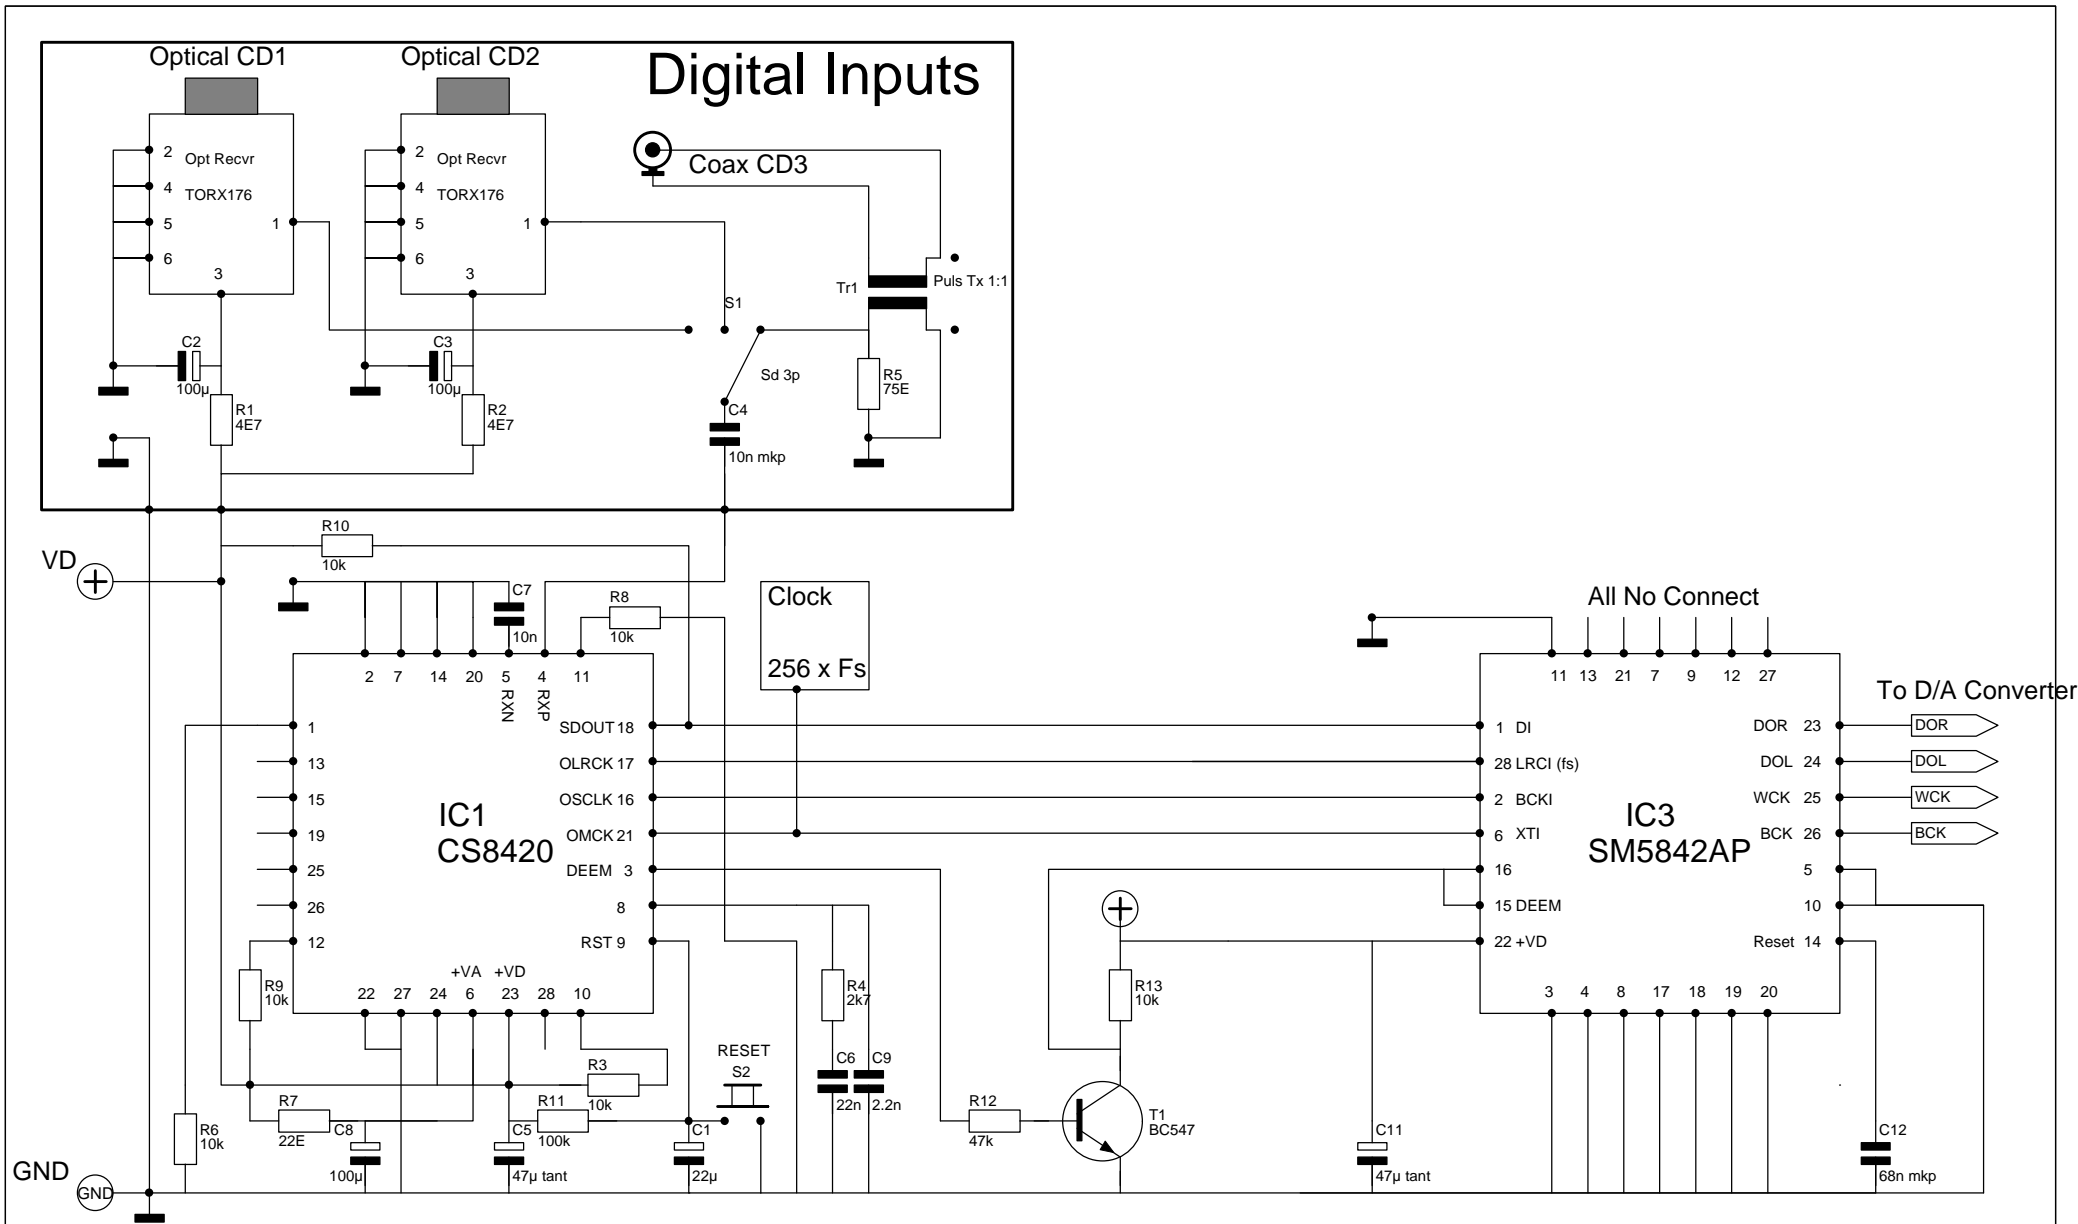 Optical CD1
Optical CD2
Digital Inputs
2
Opt Recvr
4
TORX176
5
1
6
3
2
Opt Recvr
4
TORX176
5
1
6
3
Coax CD3
Tr1
Puls Tx 1:1
S1
Sd 3p
C2
100µ
C3
100µ
R1
4E7
R2
4E7
R5
75E
C4
10n mkp
R10
10k
VD
C7
10n
R8
10k
Clock
256 x Fs
All No Connect
2 7 14 20 5 4 11
RXN
RXP
1
13
15
19
25
26
12
SDOUT 18
OLRCK 17
OSCLK 16
OMCK 21
DEEM 3
8
RST 9
IC1
CS8420
+VA +VD
22 27 24 6 23 28 10
11 13 21 7 9 12 27
1 DI
28 LRCI (fs)
2 BCKI
6 XTI
16
15 DEEM
22 +VD
IC3
SM5842AP
DOR 23
DOL 24
WCK 25
BCK 26
5
10
Reset 14
3 4 8 17 18 19 20
To D/A Converter
DOR
DOL
WCK
BCK
R9
10k
R4
2k7
R13
10k
RESET
S2
C6
22n
C9
2.2n
R3
10k
R7
22E
R11
100k
R6
10k
C8
100µ
C5
47µ tant
C1
22µ
R12
47k
T1
BC547
C11
47µ tant
C12
68n mkp
GND
GND